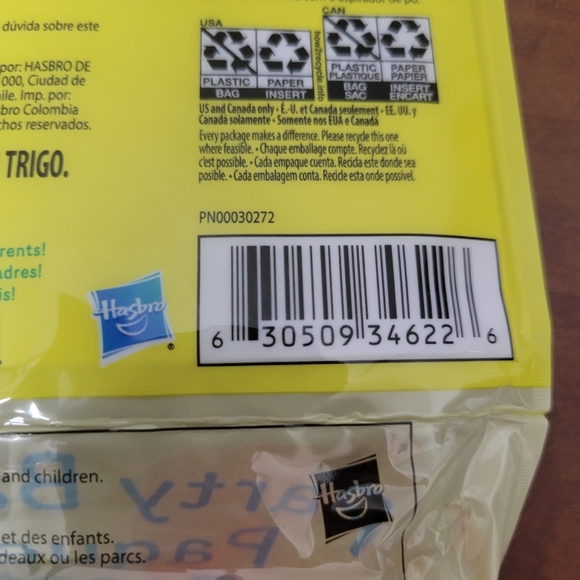 dúvida sobre este
por: HASBRO DE
000, Ciudad de
ile. Imp. por:
bro Colombia
chos reservados.
TRIGO.
rents!
adres!
is!
Hasbro
USA
PLASTIC
BAG
PAPER
INSERT
how2recycle.info
CAN
PLASTIC
PLASTIQUE
BAG
SAC
PAPER
PAPIER
INSERT
ENCART
US and Canada only • É.-U. et Canada seulement • EE. UU. y
Canadá solamente • Somente nos EUA e Canadá
Every package makes a difference. Please recycle this one
where feasible. • Chaque emballage compte. Recyclez là où
c'est possible. • Cada empaque cuenta. Recicla este donde sea
posible. • Cada embalagem conta. Recicle esta onde possível.
PN00030272
6 30509 34622 6
and children.
et des enfants.
deaux ou les parcs.
Hasbro